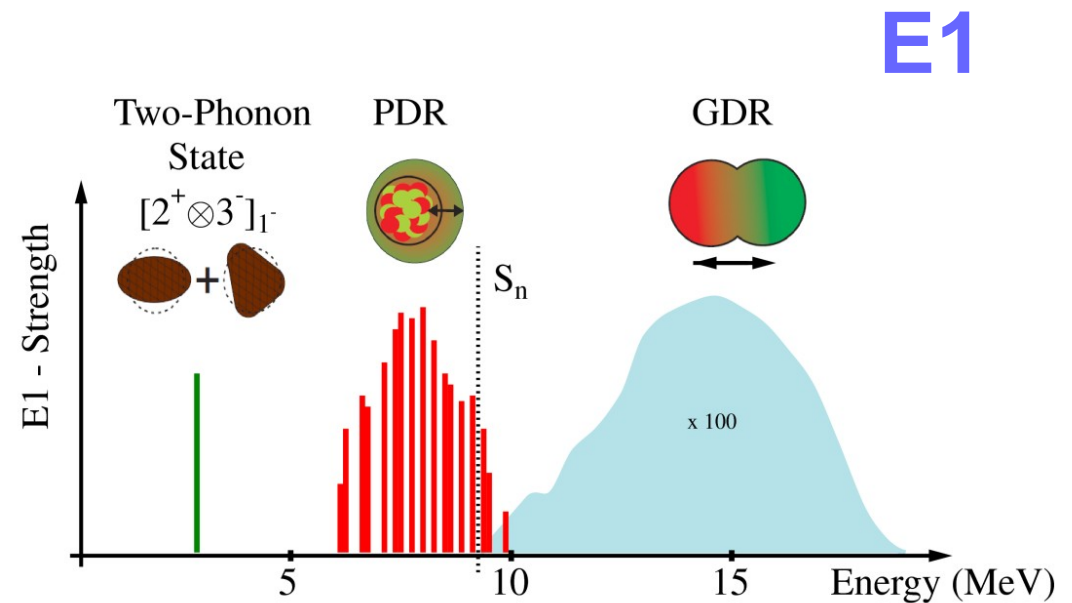 E1
Two-Phonon
State
[2⁺⊗3⁻]₁⁻
PDR
GDR
+
Sₙ
E1 - Strength
x 100
5
10
15
Energy (MeV)